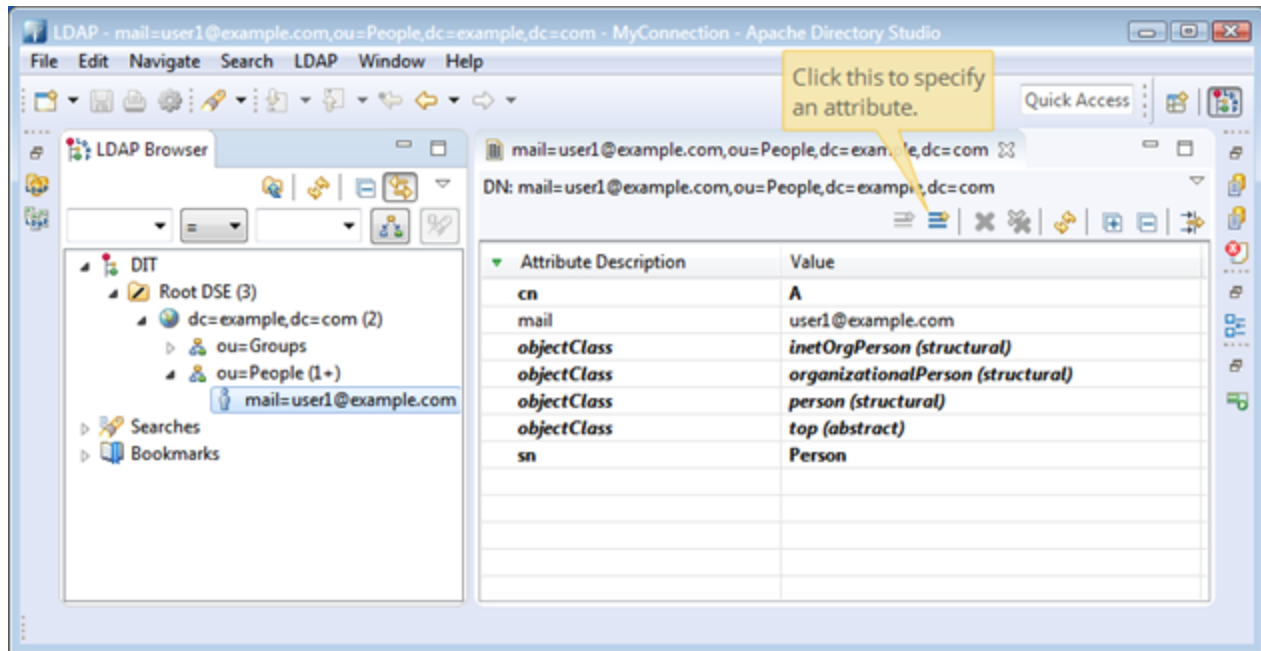 LDAP - mail=user1@example.com,ou=People,dc=example,dc=com - MyConnection - Apache Directory Studio
File Edit Navigate Search LDAP Window Help
Click this to specify
an attribute.
Quick Access
LDAP Browser
=
DIT
Root DSE (3)
dc=example,dc=com (2)
ou=Groups
ou=People (1+)
mail=user1@example.com
Searches
Bookmarks
mail=user1@example.com,ou=People,dc=example,dc=com
DN: mail=user1@example.com,ou=People,dc=example,dc=com
Attribute Description Value
cn A
mail user1@example.com
objectClass inetOrgPerson (structural)
objectClass organizationalPerson (structural)
objectClass person (structural)
objectClass top (abstract)
sn Person